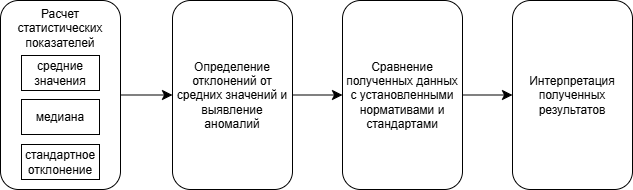 Расчет
статистических
показателей
средние
значения
медиана
стандартное
отклонение
Определение
отклонений от
средних значений и
выявление
аномалий
Сравнение
полученных данных
с установленными
нормативами и
стандартами
Интерпретация
полученных
результатов